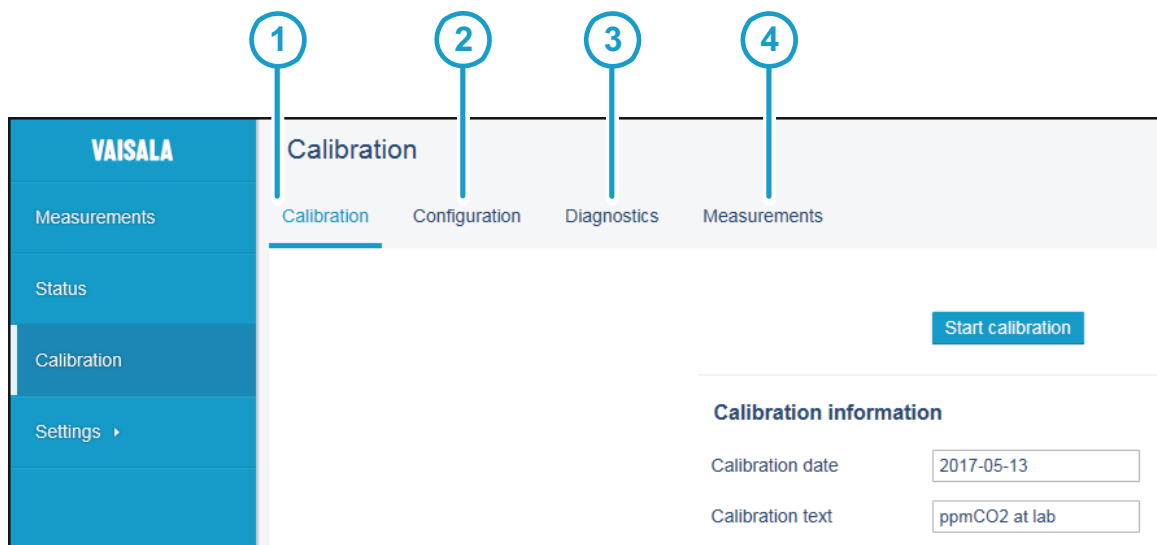 1 2 3 4
VAISALA
Calibration
Measurements
Calibration Configuration Diagnostics Measurements
Status
Start calibration
Calibration
Calibration information
Settings ▸
Calibration date 2017-05-13
Calibration text ppmCO2 at lab